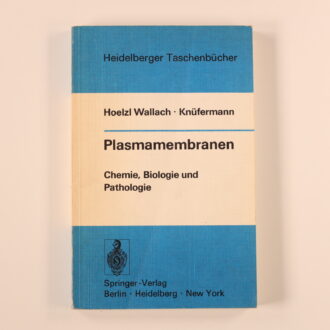 Heidelberger Taschenbücher
Hoelzl Wallach · Knüfermann
Plasmamembranen
Chemie, Biologie und
Pathologie
Springer-Verlag
Berlin · Heidelberg · New York